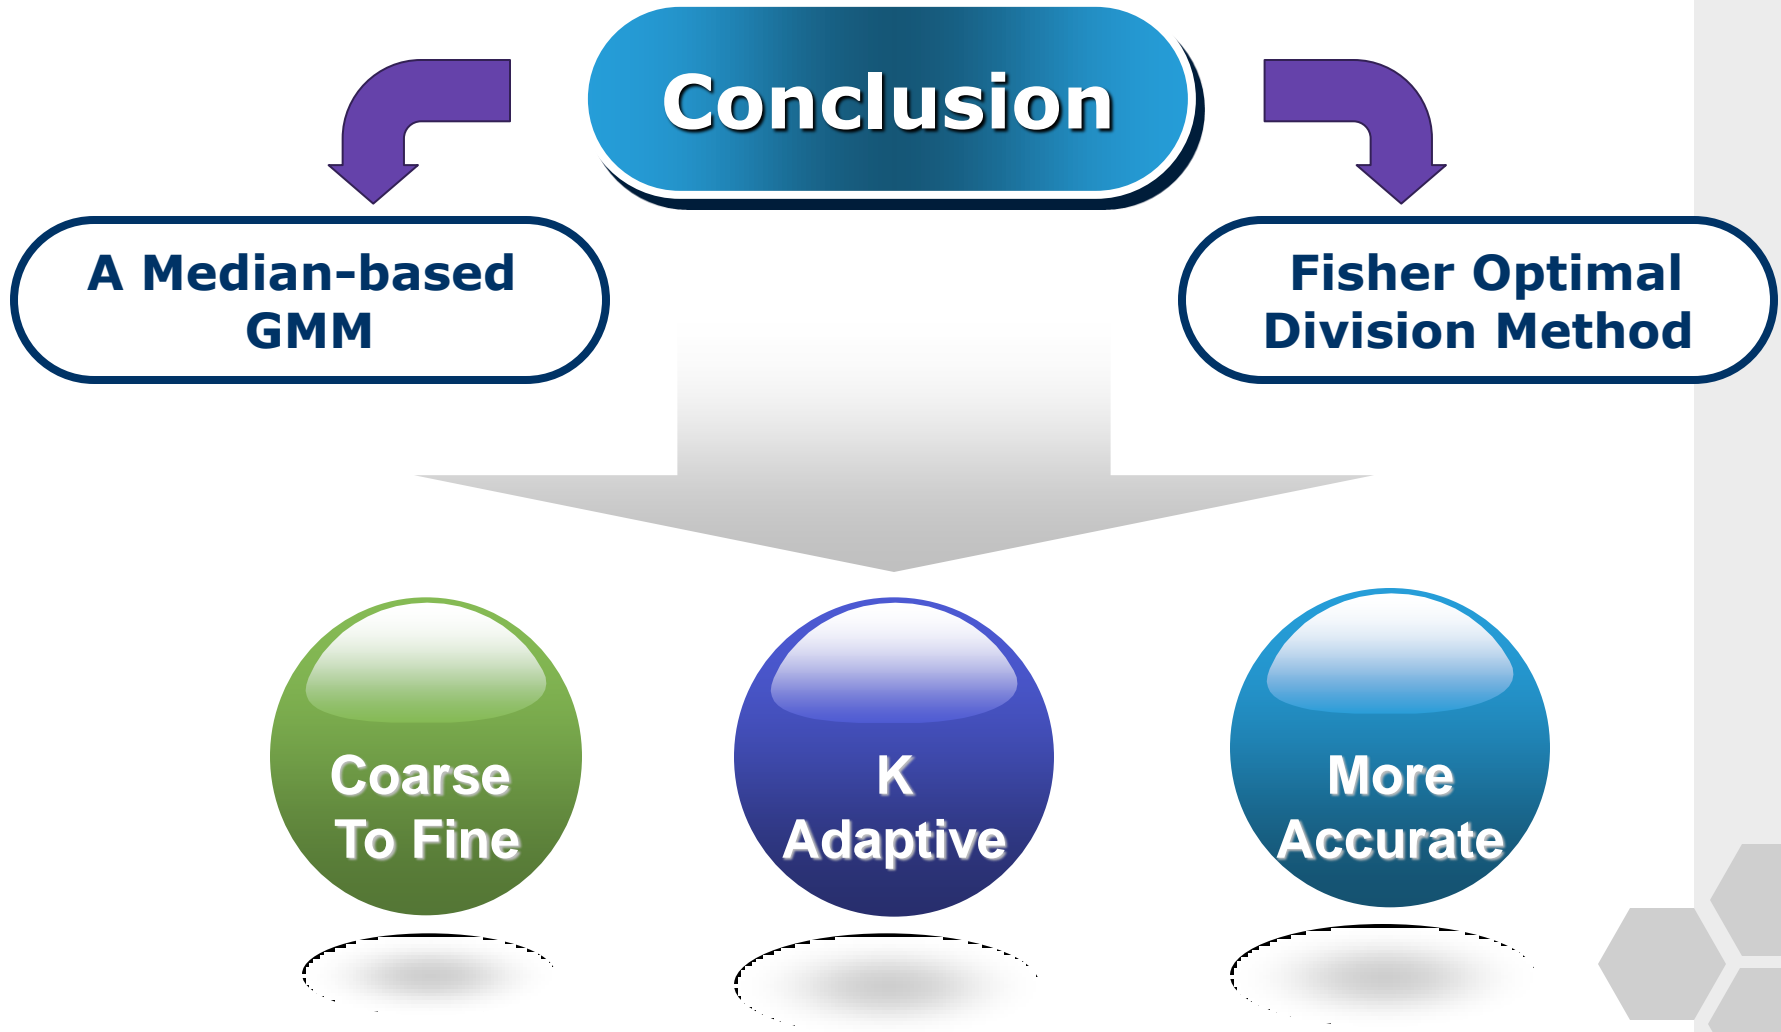 Conclusion
A Median-based
GMM
Fisher Optimal
Division Method
Coarse
To Fine
K
Adaptive
More
Accurate